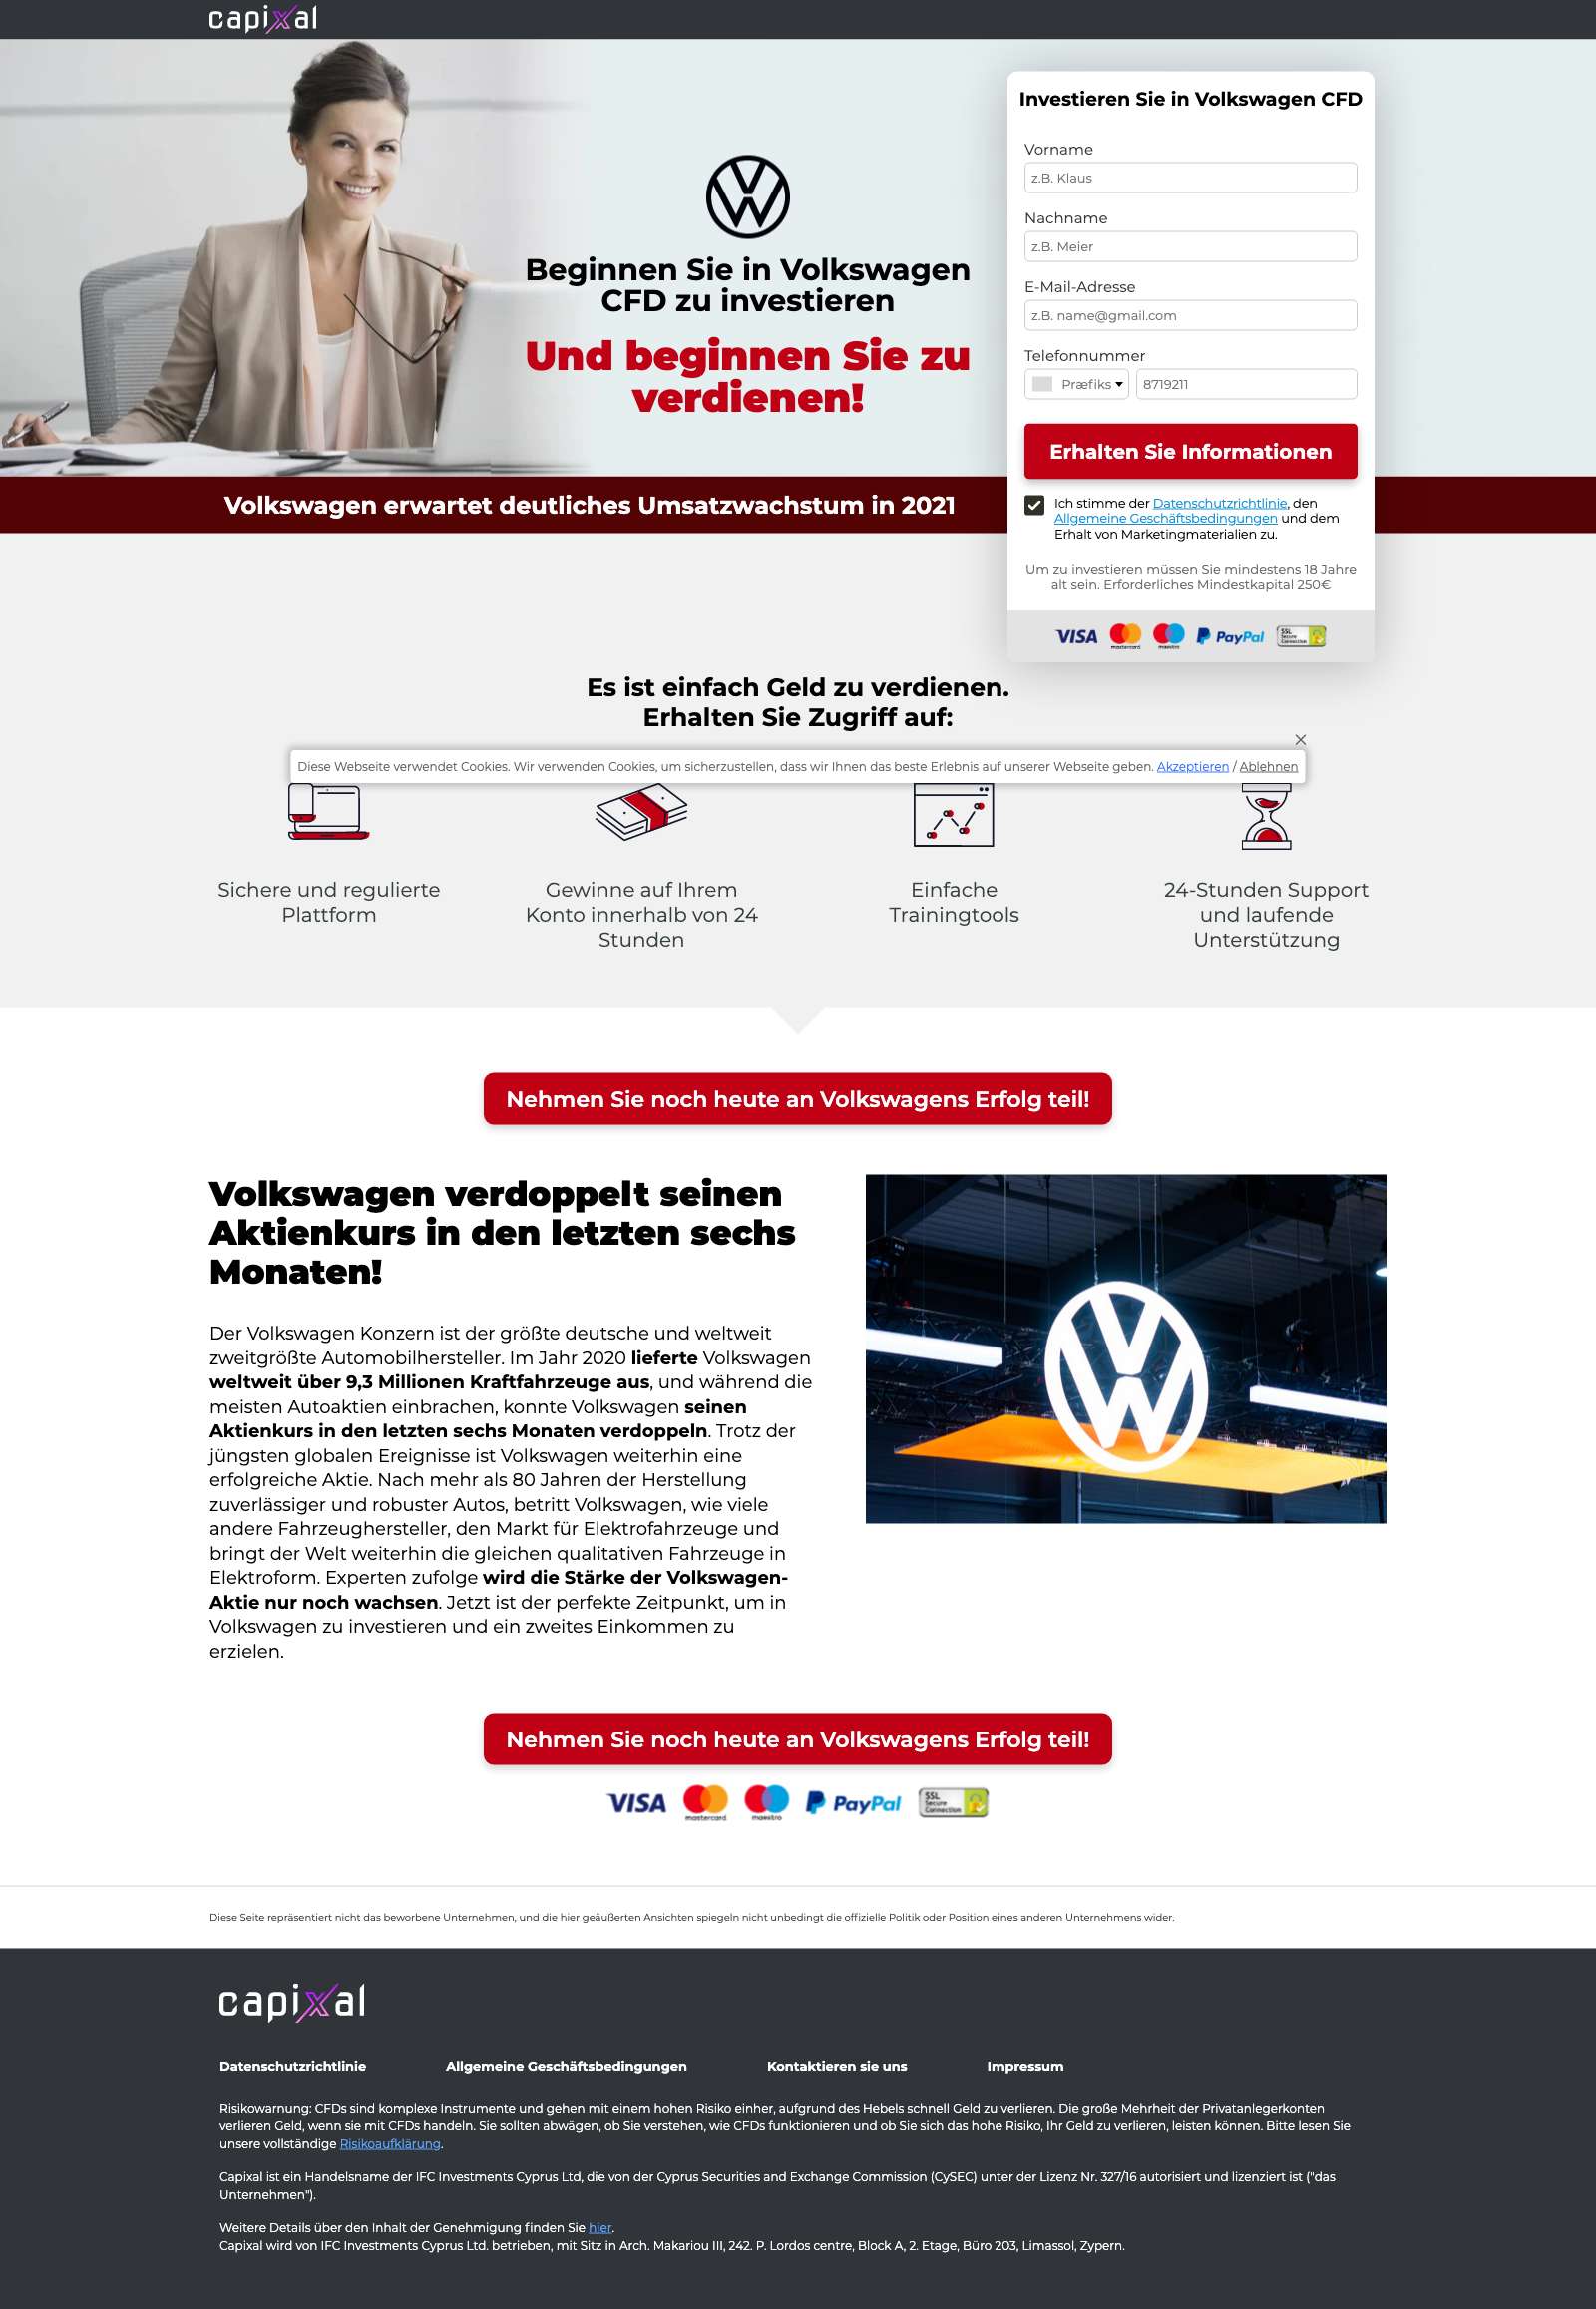 capixal
Investieren Sie in Volkswagen CFD
Vorname
z.B. Klaus
Nachname
z.B. Meier
E-Mail-Adresse
z.B. name@gmail.com
Telefonnummer
Præfiks
8719211
Erhalten Sie Informationen
Ich stimme der Datenschutzrichtlinie, den
Allgemeine Geschäftsbedingungen und dem
Erhalt von Marketingmaterialien zu.
Um zu investieren müssen Sie mindestens 18 Jahre
alt sein. Erforderliches Mindestkapital 250€
VISA mastercard maestro PayPal SSL Secure Connection
Beginnen Sie in Volkswagen
CFD zu investieren
Und beginnen Sie zu
verdienen!
Volkswagen erwartet deutliches Umsatzwachstum in 2021
Es ist einfach Geld zu verdienen.
Erhalten Sie Zugriff auf:
Diese Webseite verwendet Cookies. Wir verwenden Cookies, um sicherzustellen, dass wir Ihnen das beste Erlebnis auf unserer Webseite geben. Akzeptieren / Ablehnen
Sichere und regulierte
Plattform
Gewinne auf Ihrem
Konto innerhalb von 24
Stunden
Einfache
Trainingtools
24-Stunden Support
und laufende
Unterstützung
Nehmen Sie noch heute an Volkswagens Erfolg teil!
Volkswagen verdoppelt seinen
Aktienkurs in den letzten sechs
Monaten!
Der Volkswagen Konzern ist der größte deutsche und weltweit
zweitgrößte Automobilhersteller. Im Jahr 2020 lieferte Volkswagen
weltweit über 9,3 Millionen Kraftfahrzeuge aus, und während die
meisten Autoaktien einbrachen, konnte Volkswagen seinen
Aktienkurs in den letzten sechs Monaten verdoppeln. Trotz der
jüngsten globalen Ereignisse ist Volkswagen weiterhin eine
erfolgreiche Aktie. Nach mehr als 80 Jahren der Herstellung
zuverlässiger und robuster Autos, betritt Volkswagen, wie viele
andere Fahrzeughersteller, den Markt für Elektrofahrzeuge und
bringt der Welt weiterhin die gleichen qualitativen Fahrzeuge in
Elektroform. Experten zufolge wird die Stärke der Volkswagen-
Aktie nur noch wachsen. Jetzt ist der perfekte Zeitpunkt, um in
Volkswagen zu investieren und ein zweites Einkommen zu
erzielen.
Nehmen Sie noch heute an Volkswagens Erfolg teil!
VISA mastercard maestro PayPal SSL Secure Connection
Diese Seite repräsentiert nicht das beworbene Unternehmen, und die hier geäußerten Ansichten spiegeln nicht unbedingt die offizielle Politik oder Position eines anderen Unternehmens wider.
capixal
Datenschutzrichtlinie
Allgemeine Geschäftsbedingungen
Kontaktieren sie uns
Impressum
Risikowarnung: CFDs sind komplexe Instrumente und gehen mit einem hohen Risiko einher, aufgrund des Hebels schnell Geld zu verlieren. Die große Mehrheit der Privatanlegerkonten
verlieren Geld, wenn sie mit CFDs handeln. Sie sollten abwägen, ob Sie verstehen, wie CFDs funktionieren und ob Sie sich das hohe Risiko, Ihr Geld zu verlieren, leisten können. Bitte lesen Sie
unsere vollständige Risikoaufklärung.
Capixal ist ein Handelsname der IFC Investments Cyprus Ltd, die von der Cyprus Securities and Exchange Commission (CySEC) unter der Lizenz Nr. 327/16 autorisiert und lizenziert ist ("das
Unternehmen").
Weitere Details über den Inhalt der Genehmigung finden Sie hier.
Capixal wird von IFC Investments Cyprus Ltd. betrieben, mit Sitz in Arch. Makariou III, 242. P. Lordos centre, Block A, 2. Etage, Büro 203, Limassol, Zypern.